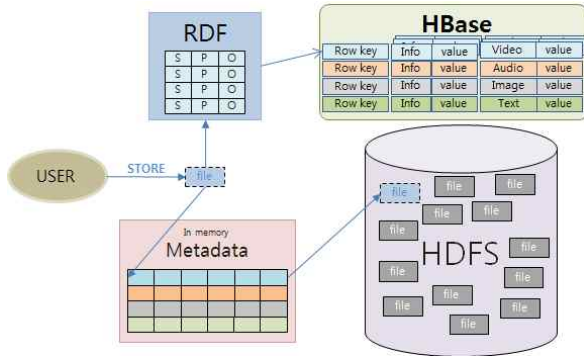 RDF
S P O
S P O
S P O
S P O
HBase
Row key Info value Video value
Row key Info value Audio value
Row key Info value Image value
Row key Info value Text value
USER
STORE
file
In memory
Metadata
HDFS
file
file
file
file
file
file
file
file
file
file
file
file
file